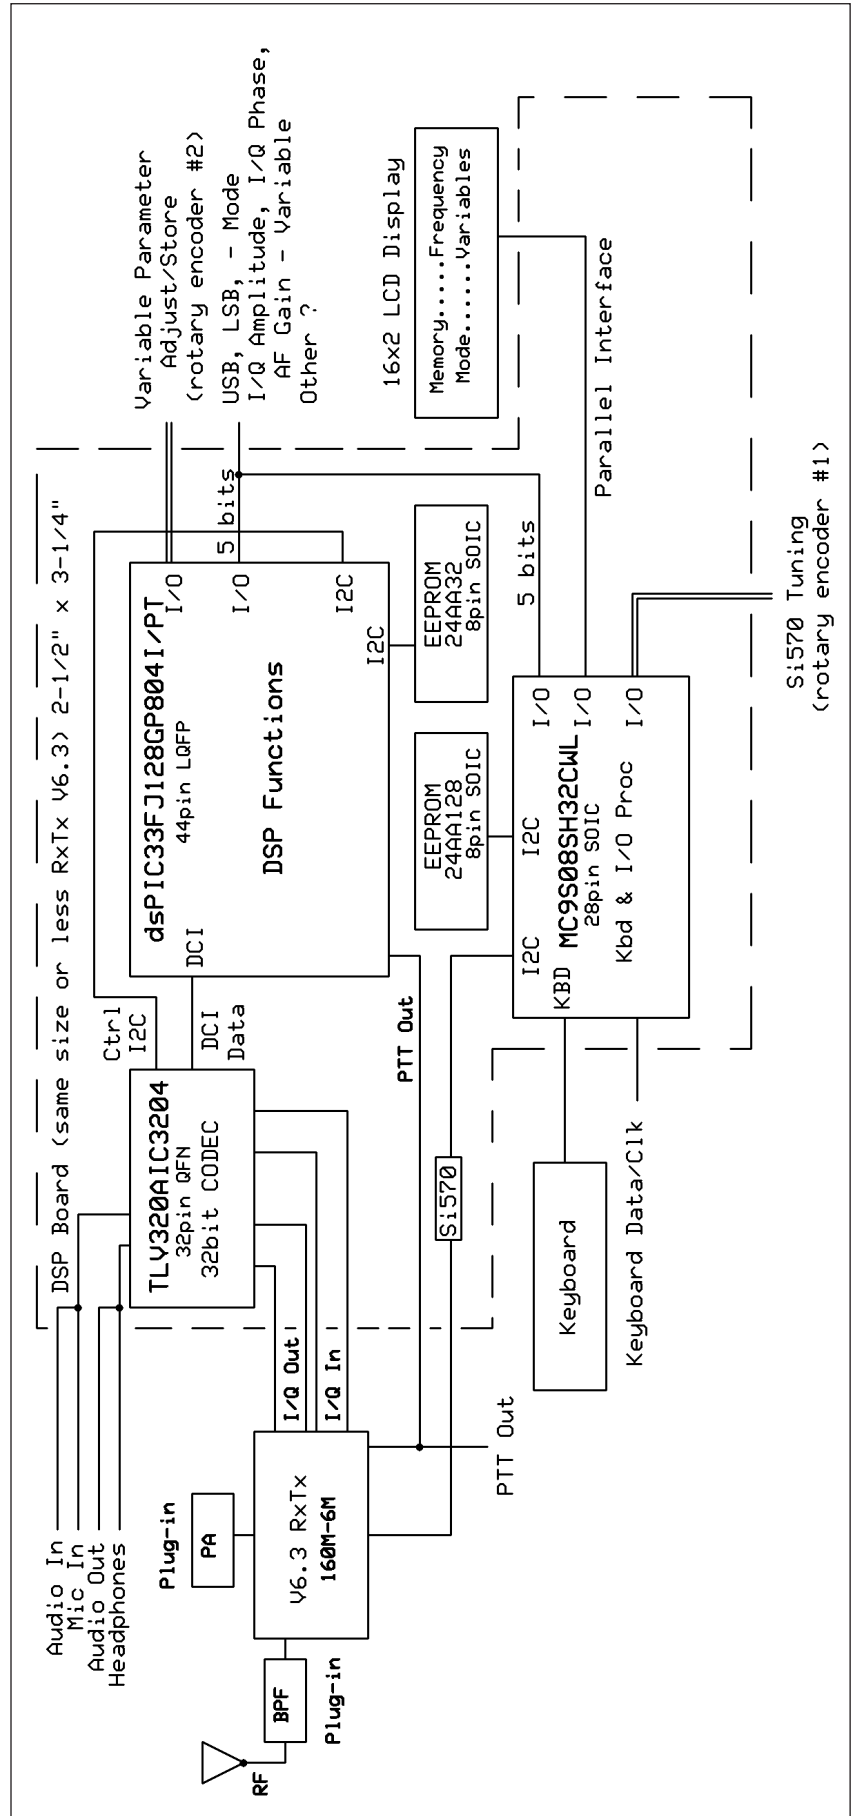 DSP Board (same size or less RxTx V6.3) 2-1/2" x 3-1/4"
Audio In
Mic In
Audio Out
Headphones
Ctrl
I2C
DCI
Data
TLV320AIC3204
32pin QFN
32bit CODEC
dsPIC33FJ128GP804I/PT
44pin LQFP
DSP Functions
DCI
I/O
I/O
I2C
I2C
5 bits
Variable Parameter
Adjust/Store
(rotary encoder #2)
USB, LSB, - Mode
I/Q Amplitude, I/Q Phase,
AF Gain - Variable
Other ?
Plug-in
PA
I/Q Out
I/Q In
V6.3 RxTx
160M-6M
BPF
Plug-in
RF
PTT Out
PTT Out
Si570
EEPROM
24AA32
8pin SOIC
EEPROM
24AA128
8pin SOIC
16x2 LCD Display
Memory.....Frequency
Mode......Variables
5 bits
Parallel Interface
I2C
I2C
KBD
MC9S08SH32CWL
28pin SOIC
Kbd & I/O Proc
I/O
I/O
I/O
Keyboard
Keyboard Data/Clk
Si570 Tuning
(rotary encoder #1)